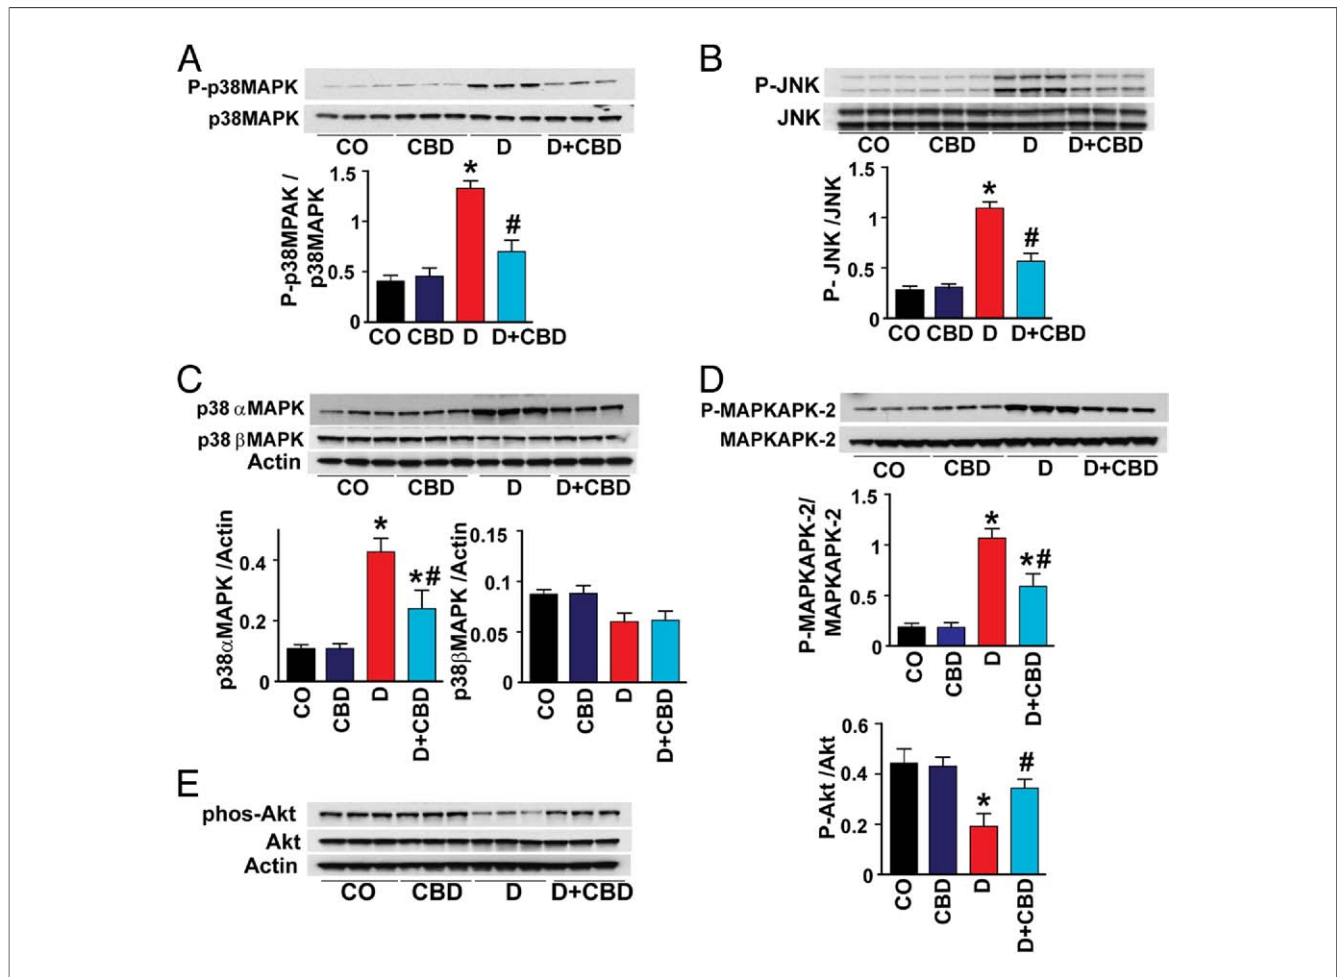 A
P-p38MAPK
p38MAPK
CO CBD D D+CBD
P-p38MPAK /
p38MAPK
1.5
1
0.5
0
*
#
CO CBD D D+CBD
B
P-JNK
JNK
CO CBD D D+CBD
P- JNK /JNK
1.5
1
0.5
0
*
#
CO CBD D D+CBD
C
p38 αMAPK
p38 βMAPK
Actin
CO CBD D D+CBD
p38αMAPK /Actin
0.4
0.2
0
*
*#
CO CBD D D+CBD
p38βMAPK /Actin
0.15
0.1
0.05
0
CO CBD D D+CBD
D
P-MAPKAPK-2
MAPKAPK-2
CO CBD D D+CBD
P-MAPKAPK-2/
MAPKAPK-2
1.5
1
0.5
0
*
*#
CO CBD D D+CBD
E
phos-Akt
Akt
Actin
CO CBD D D+CBD
P-Akt /Akt
0.6
0.4
0.2
0
*
#
CO CBD D D+CBD